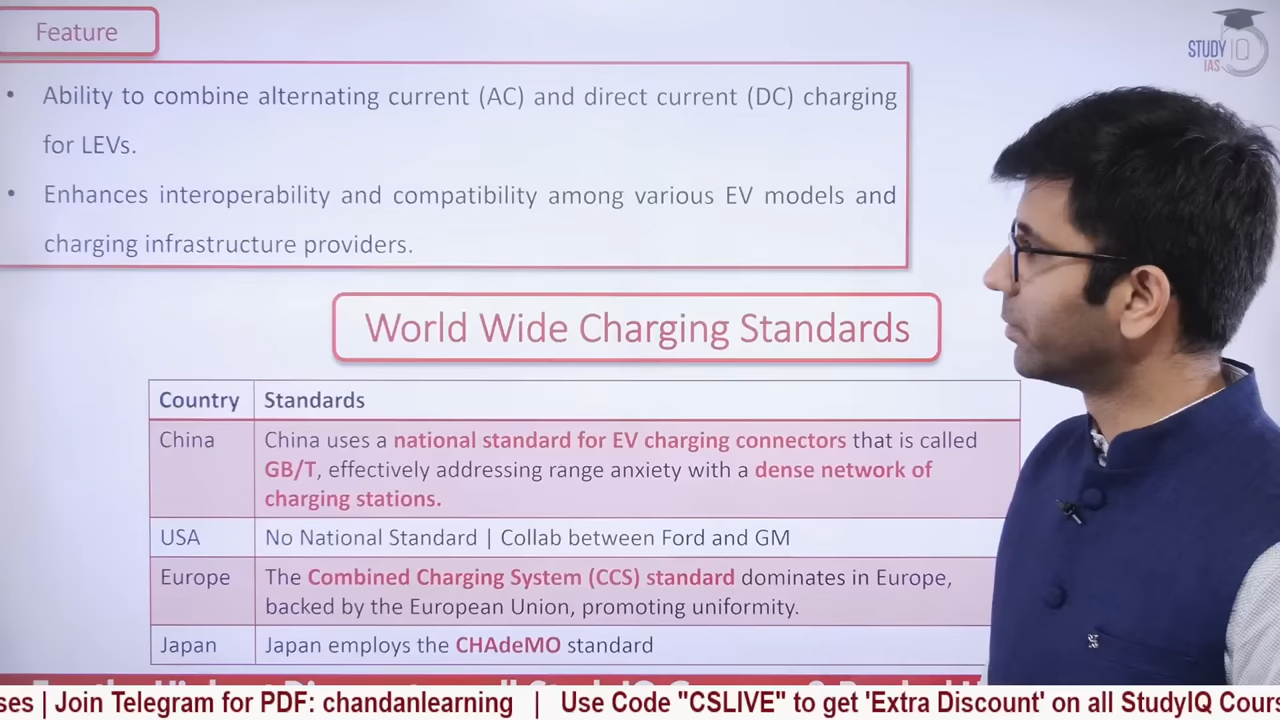 Feature
STUDY IQ
IAS
• Ability to combine alternating current (AC) and direct current (DC) charging
for LEVs.
• Enhances interoperability and compatibility among various EV models and
charging infrastructure providers.
World Wide Charging Standards
Country Standards
China China uses a national standard for EV charging connectors that is called
GB/T, effectively addressing range anxiety with a dense network of
charging stations.
USA No National Standard | Collab between Ford and GM
Europe The Combined Charging System (CCS) standard dominates in Europe,
backed by the European Union, promoting uniformity.
Japan Japan employs the CHAdeMO standard
ses | Join Telegram for PDF: chandanlearning | Use Code "CSLIVE" to get 'Extra Discount' on all StudyIQ Cours